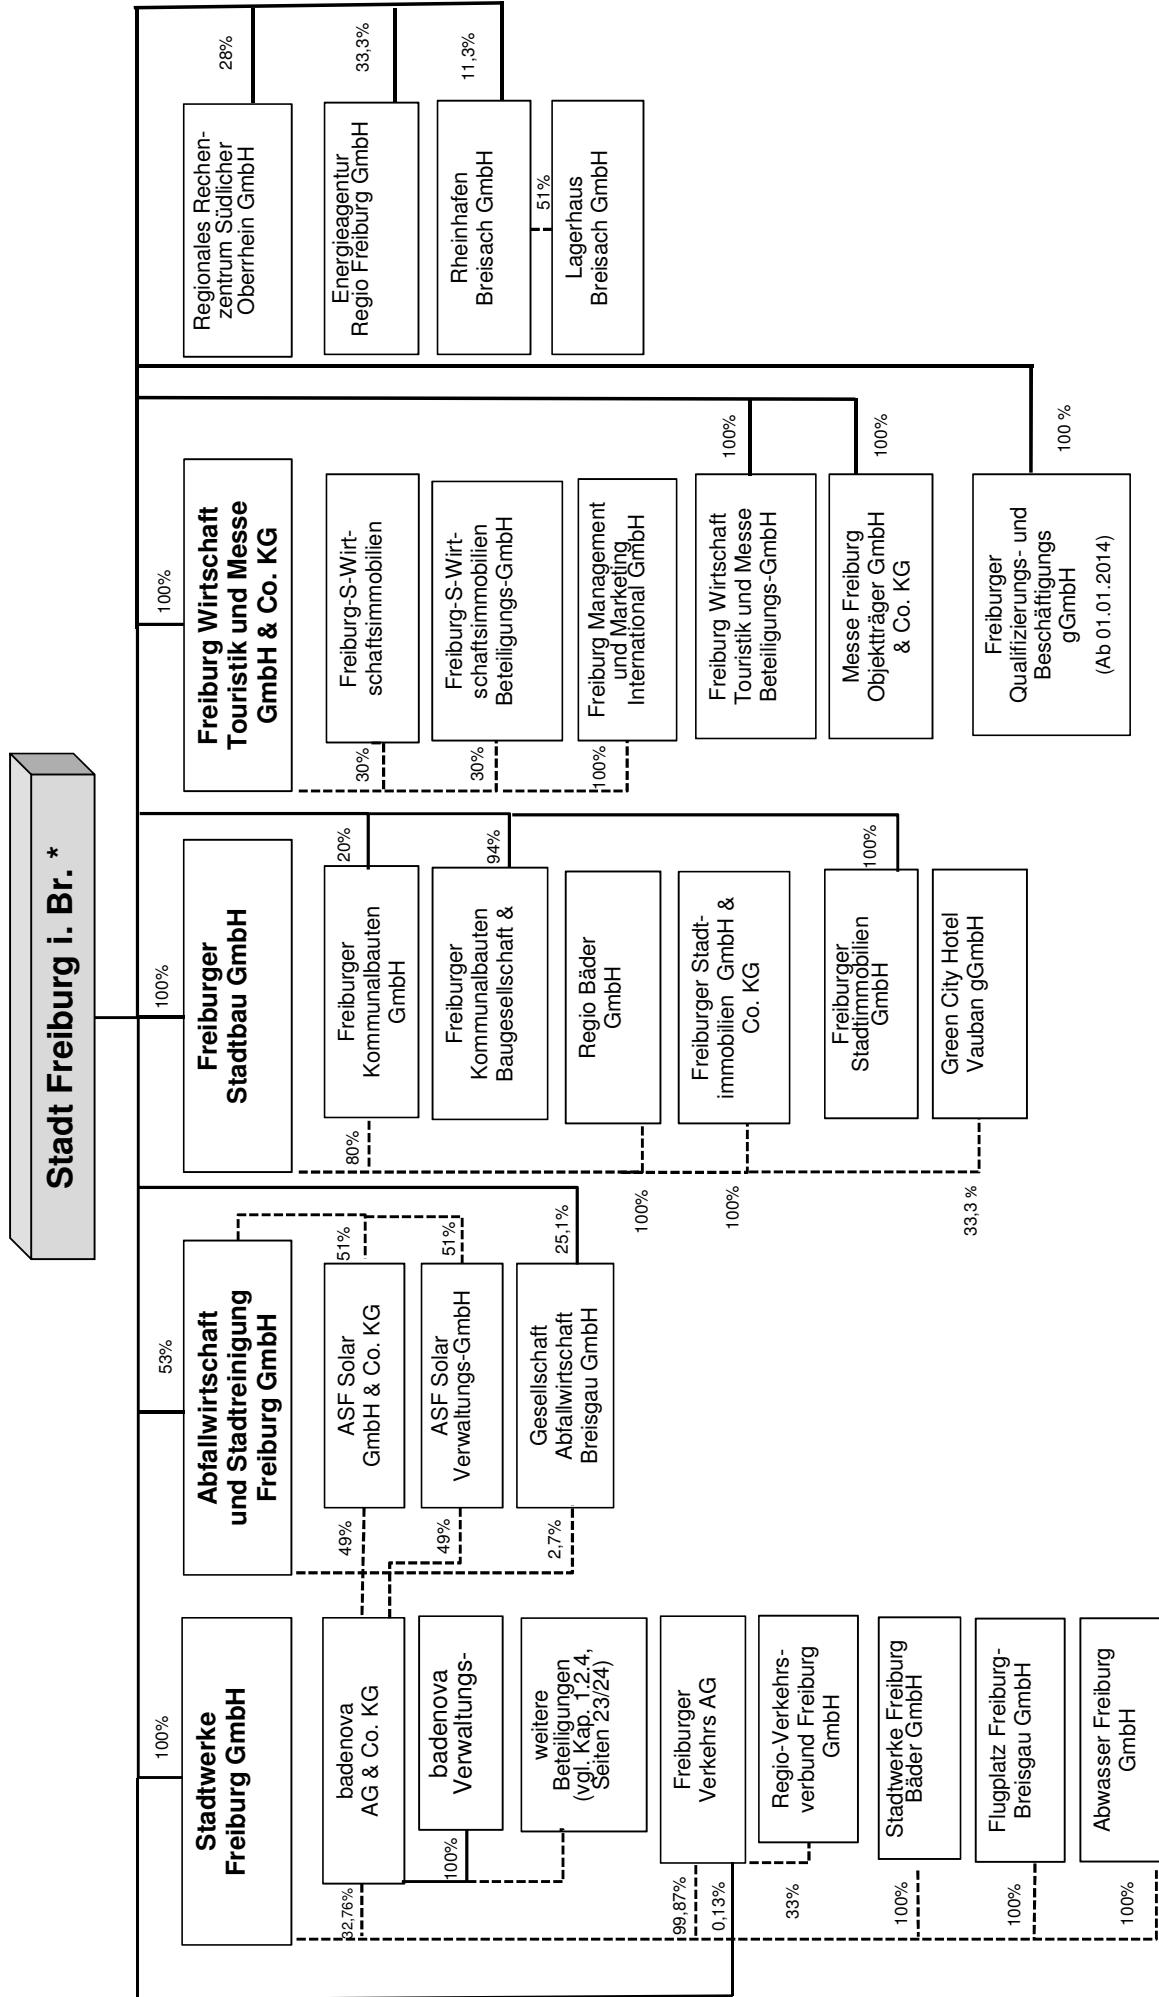 Stadt Freiburg i. Br. *
100%
Stadtwerke
Freiburg GmbH
32,76%
badenova
AG & Co. KG
100%
badenova
Verwaltungs-
weitere
Beteiligungen
(vgl. Kap. 1.2.4,
Seiten 23/24)
99,87%
0,13%
Freiburger
Verkehrs AG
33%
Regio-Verkehrs-
verbund Freiburg
GmbH
100%
Stadtwerke Freiburg
Bäder GmbH
100%
Flugplatz Freiburg-
Breisgau GmbH
100%
Abwasser Freiburg
GmbH
53%
Abfallwirtschaft
und Stadtreinigung
Freiburg GmbH
49%
ASF Solar
GmbH & Co. KG
51%
49%
ASF Solar
Verwaltungs-GmbH
51%
2,7%
Gesellschaft
Abfallwirtschaft
Breisgau GmbH
25,1%
100%
Freiburger
Stadtbau GmbH
80%
Freiburger
Kommunalbauten
GmbH
20%
Freiburger
Kommunalbauten
Baugesellschaft &
94%
100%
Regio Bäder
GmbH
100%
Freiburger Stadt-
immobilien GmbH &
Co. KG
Freiburger
Stadtimmobilien
GmbH
100%
33,3 %
Green City Hotel
Vauban gGmbH
100%
Freiburg Wirtschaft
Touristik und Messe
GmbH & Co. KG
30%
Freiburg-S-Wirt-
schaftsimmobilien
30%
Freiburg-S-Wirt-
schaftsimmobilien
Beteiligungs-GmbH
100%
Freiburg Management
und Marketing
International GmbH
Freiburg Wirtschaft
Touristik und Messe
Beteiligungs-GmbH
100%
Messe Freiburg
Objektträger GmbH
& Co. KG
100%
Freiburger
Qualifizierungs- und
Beschäftigungs
gGmbH
(Ab 01.01.2014)
100 %
Regionales Rechen-
zentrum Südlicher
Oberrhein GmbH
28%
Energieagentur
Regio Freiburg GmbH
33,3%
Rheinhafen
Breisach GmbH
11,3%
51%
Lagerhaus
Breisach GmbH